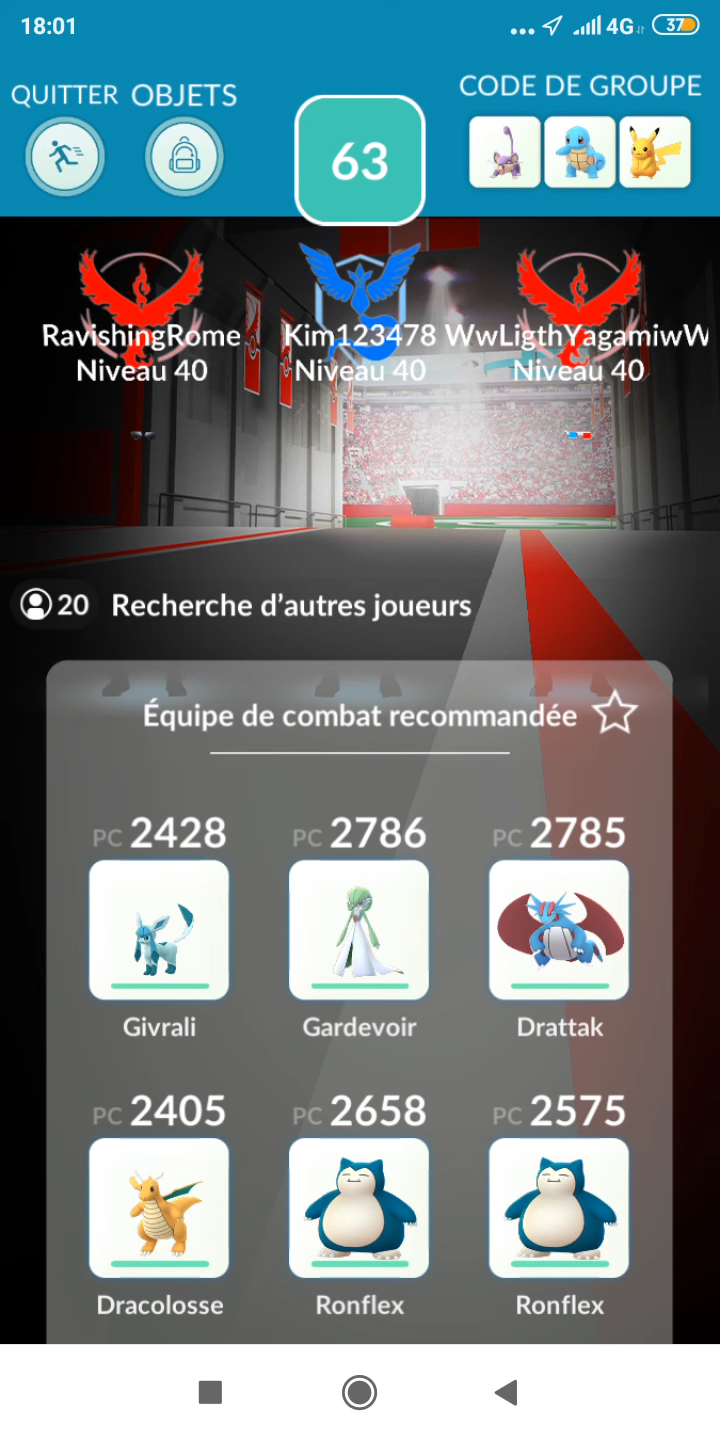 18:01 4G 37
QUITTER OBJETS CODE DE GROUPE
63
RavishingRome Kim123478 WwLigthYagamiwW
Niveau 40 Niveau 40 Niveau 40
20 Recherche d'autres joueurs
Équipe de combat recommandée
PC 2428 PC 2786 PC 2785
Givrali Gardevoir Drattak
PC 2405 PC 2658 PC 2575
Dracolosse Ronflex Ronflex